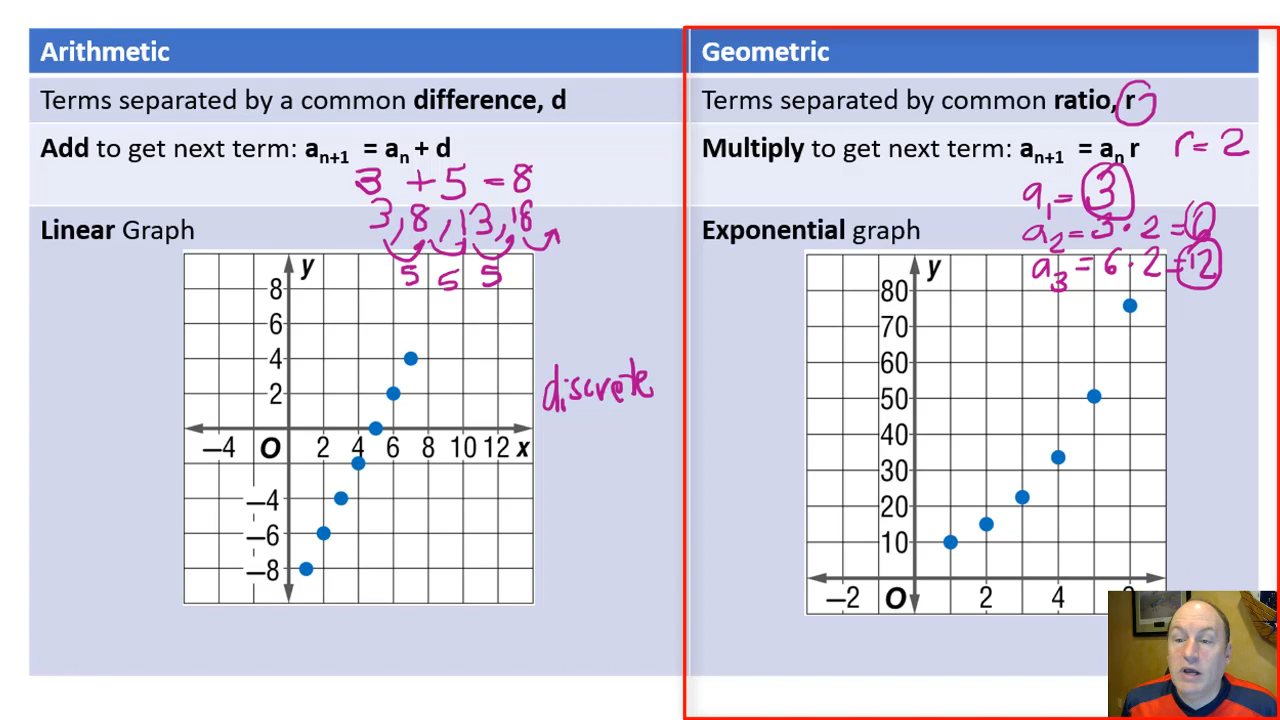 Arithmetic
Terms separated by a common difference, d
Add to get next term: aₙ₊₁ = aₙ + d
3 + 5 = 8
3, 8, 13, 18
5 5 5
Linear Graph
y
8
6
4
2
−4 O 2 4 6 8 10 12 x
−4
−6
−8
discrete
Geometric
Terms separated by common ratio, r
Multiply to get next term: aₙ₊₁ = aₙ r
r = 2
a₁ = 3
a₂ = 3 · 2 = 6
a₃ = 6 · 2 = 12
Exponential graph
y
80
70
60
50
40
30
20
10
−2 O 2 4